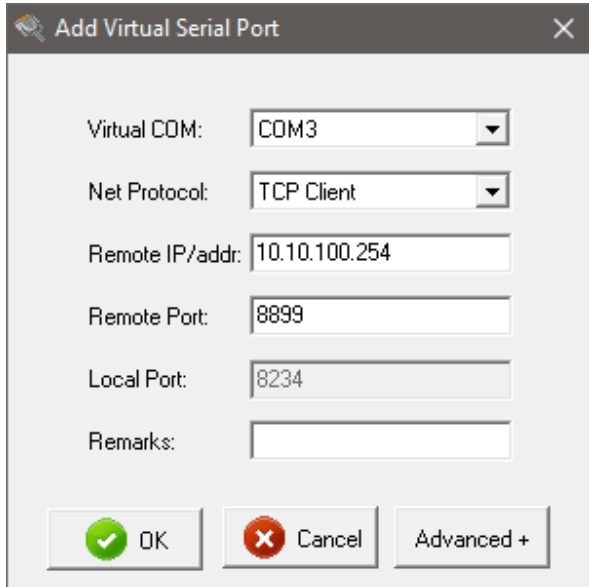 Add Virtual Serial Port
Virtual COM: COM3
Net Protocol: TCP Client
Remote IP/addr: 10.10.100.254
Remote Port: 8899
Local Port: 8234
Remarks:
OK Cancel Advanced +